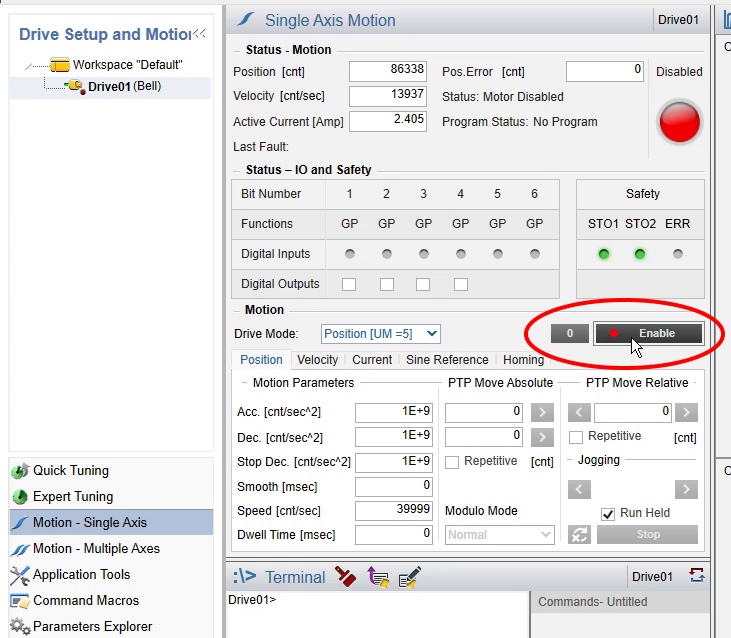 Drive Setup and Motion
Workspace "Default"
Drive01 (Bell)
Quick Tuning
Expert Tuning
Motion - Single Axis
Motion - Multiple Axes
Application Tools
Command Macros
Parameters Explorer
Single Axis Motion Drive01
Status - Motion
Position [cnt] 86338 Pos.Error [cnt] 0 Disabled
Velocity [cnt/sec] 13937 Status: Motor Disabled
Active Current [Amp] 2.405 Program Status: No Program
Last Fault:
Status – IO and Safety
Bit Number 1 2 3 4 5 6 Safety
Functions GP GP GP GP GP GP STO1 STO2 ERR
Digital Inputs
Digital Outputs
Motion
Drive Mode: Position [UM =5] 0 Enable
Position Velocity Current Sine Reference Homing
Motion Parameters PTP Move Absolute PTP Move Relative
Acc. [cnt/sec^2] 1E+9 0 > < 0 >
Dec. [cnt/sec^2] 1E+9 0 > Repetitive [cnt]
Stop Dec. [cnt/sec^2] 1E+9 Repetitive [cnt] Jogging
Smooth [msec] 0 < >
Speed [cnt/sec] 39999 Modulo Mode Run Held
Dwell Time [msec] 0 Normal Stop
:\> Terminal Drive01
Drive01> Commands- Untitled